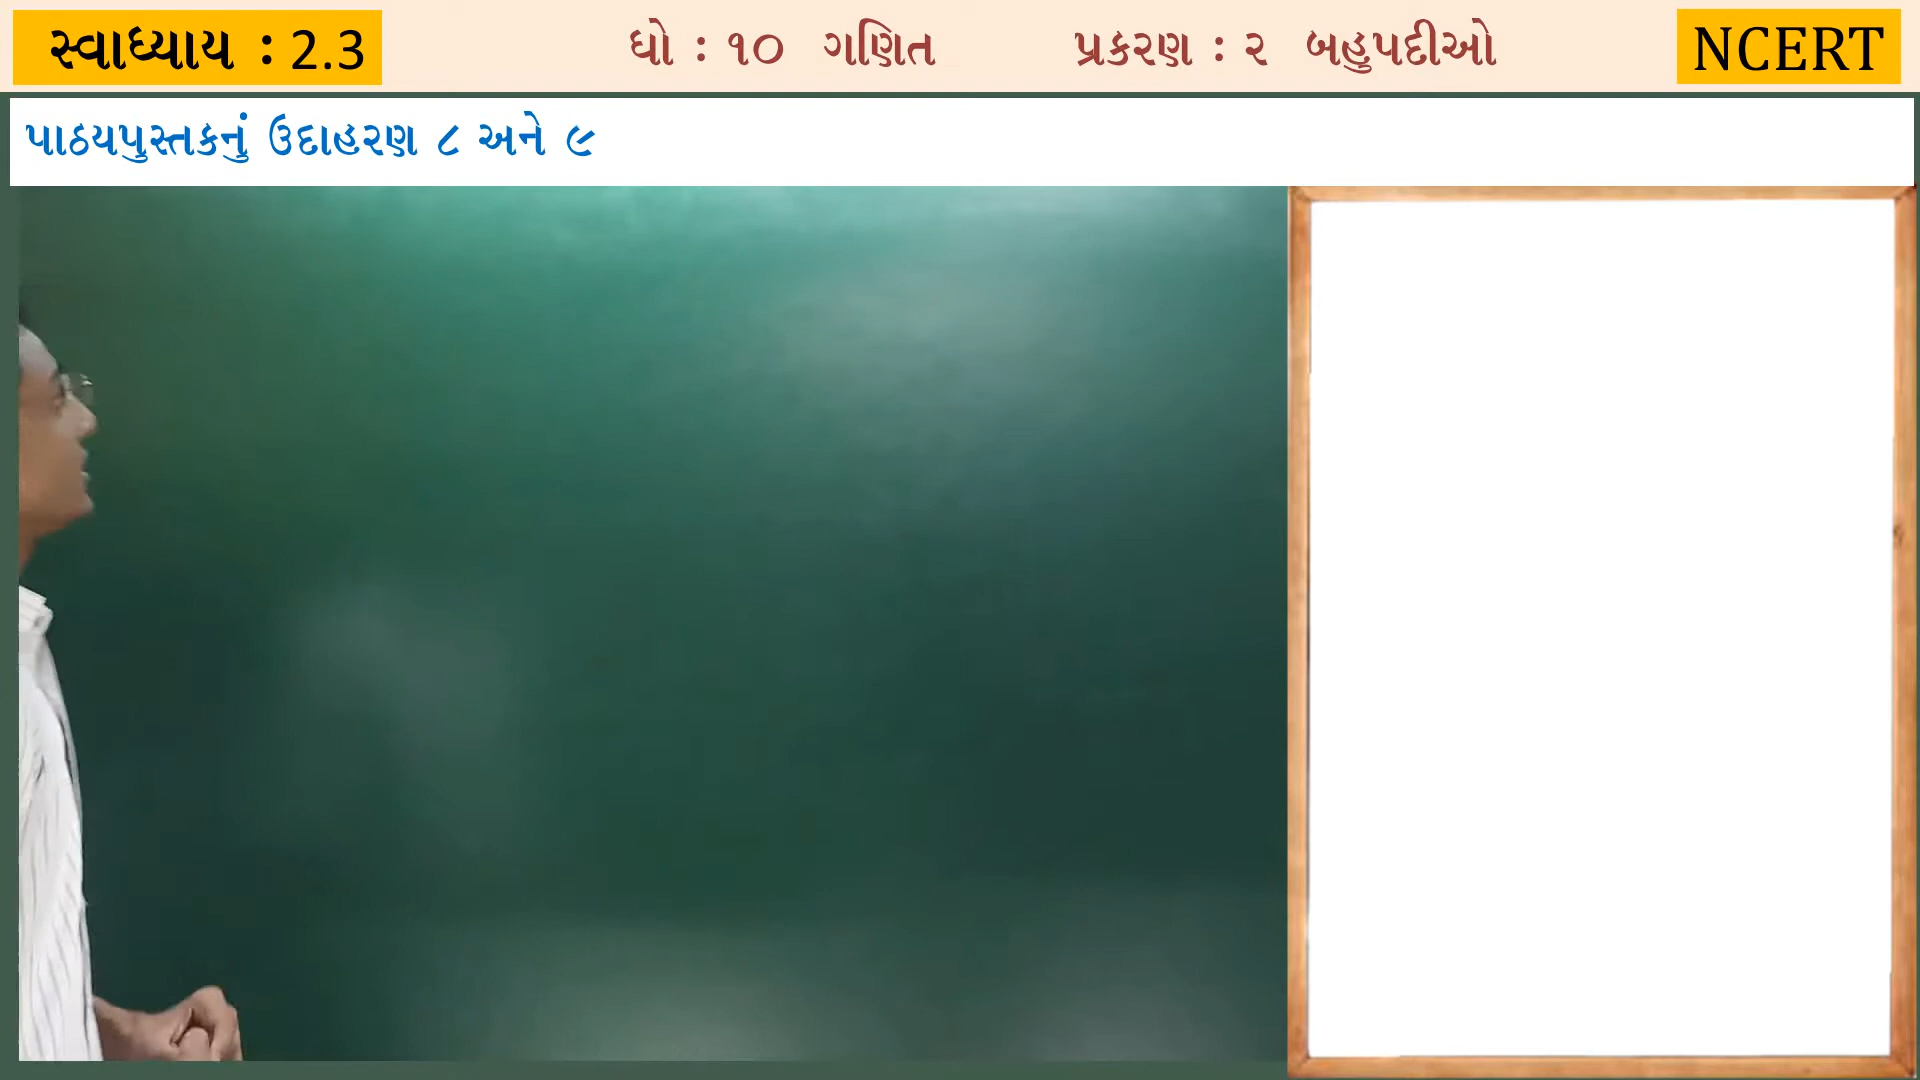 સ્વાધ્યાય : 2.3
ધો : ૧૦ ગણિત પ્રકરણ : ૨ બહુપદીઓ
NCERT
પાઠયપુસ્તકનું ઉદાહરણ ૮ અને ૯